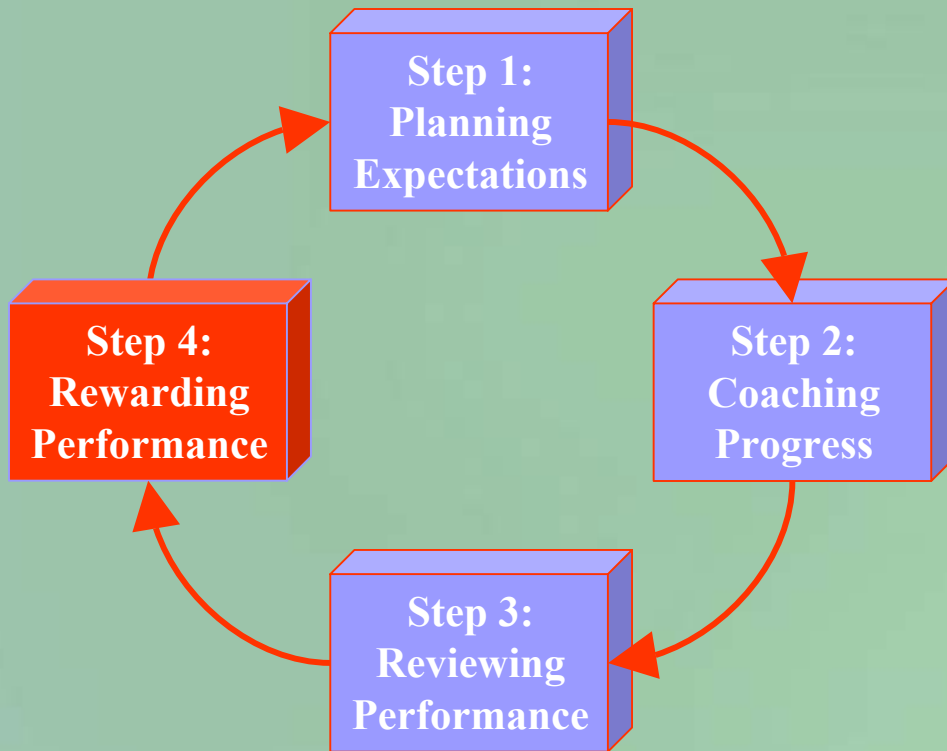 Step 1:
Planning
Expectations
Step 2:
Coaching
Progress
Step 3:
Reviewing
Performance
Step 4:
Rewarding
Performance